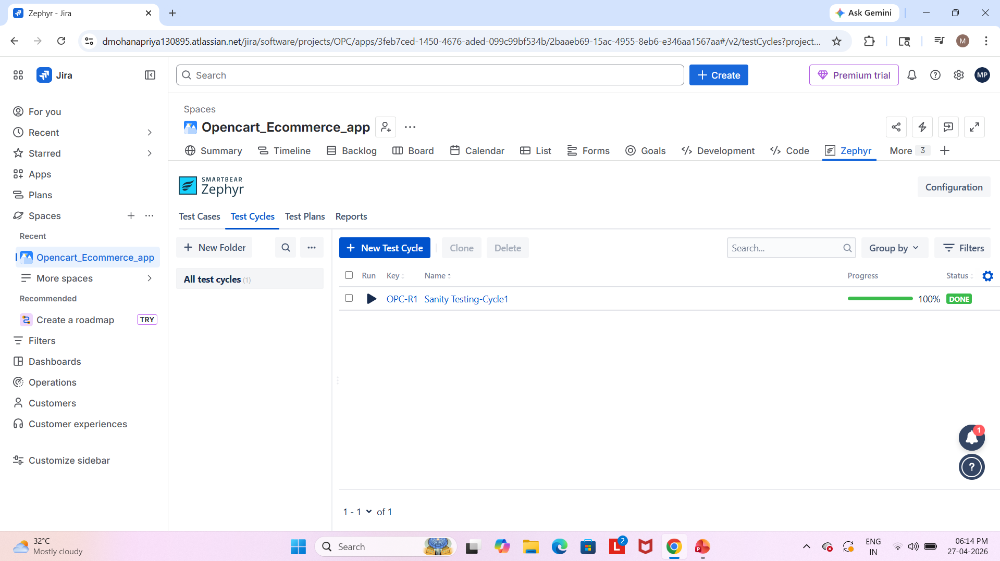 Zephyr - Jira
Ask Gemini
dmohanapriya130895.atlassian.net/jira/software/projects/OPC/apps/3feb7ced-1450-4676-aded-099c99bf534b/2baaeb69-15ac-4955-8eb6-e346aa1567aa#/v2/testCycles?project...
M
Jira
Search
Create
Premium trial
MP
For you
Recent
Starred
Apps
Plans
Spaces
Recent
Opencart_Ecommerce_app
More spaces
Recommended
Create a roadmap
TRY
Filters
Dashboards
Operations
Customers
Customer experiences
Customize sidebar
Spaces
Opencart_Ecommerce_app
Summary
Timeline
Backlog
Board
Calendar
List
Forms
Goals
Development
Code
Zephyr
More 3
SMARTBEAR
Zephyr
Configuration
Test Cases
Test Cycles
Test Plans
Reports
New Folder
All test cycles (1)
New Test Cycle
Clone
Delete
Search...
Group by
Filters
Run Key Name Progress Status
OPC-R1 Sanity Testing-Cycle1 100% DONE
1
?
1 - 1 of 1
32°C
Mostly cloudy
Search
L
2
P
ENG
IN
06:14 PM
27-04-2026